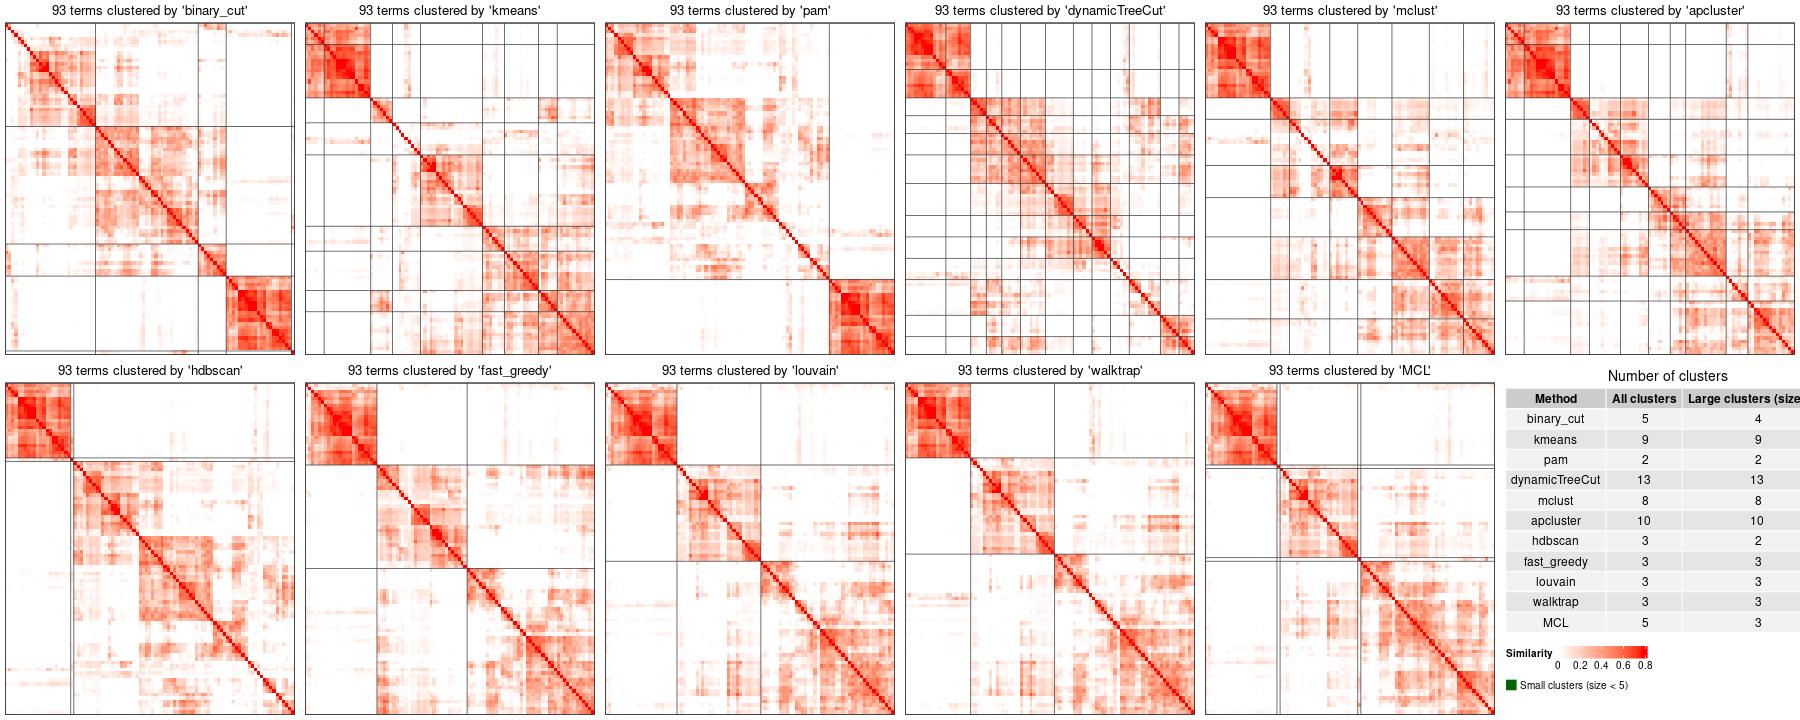 93 terms clustered by 'binary_cut'
93 terms clustered by 'kmeans'
93 terms clustered by 'pam'
93 terms clustered by 'dynamicTreeCut'
93 terms clustered by 'mclust'
93 terms clustered by 'apcluster'
93 terms clustered by 'hdbscan'
93 terms clustered by 'fast_greedy'
93 terms clustered by 'louvain'
93 terms clustered by 'walktrap'
93 terms clustered by 'MCL'
Number of clusters
Method All clusters Large clusters (size
binary_cut 5 4
kmeans 9 9
pam 2 2
dynamicTreeCut 13 13
mclust 8 8
apcluster 10 10
hdbscan 3 2
fast_greedy 3 3
louvain 3 3
walktrap 3 3
MCL 5 3
Similarity
0 0.2 0.4 0.6 0.8
Small clusters (size < 5)